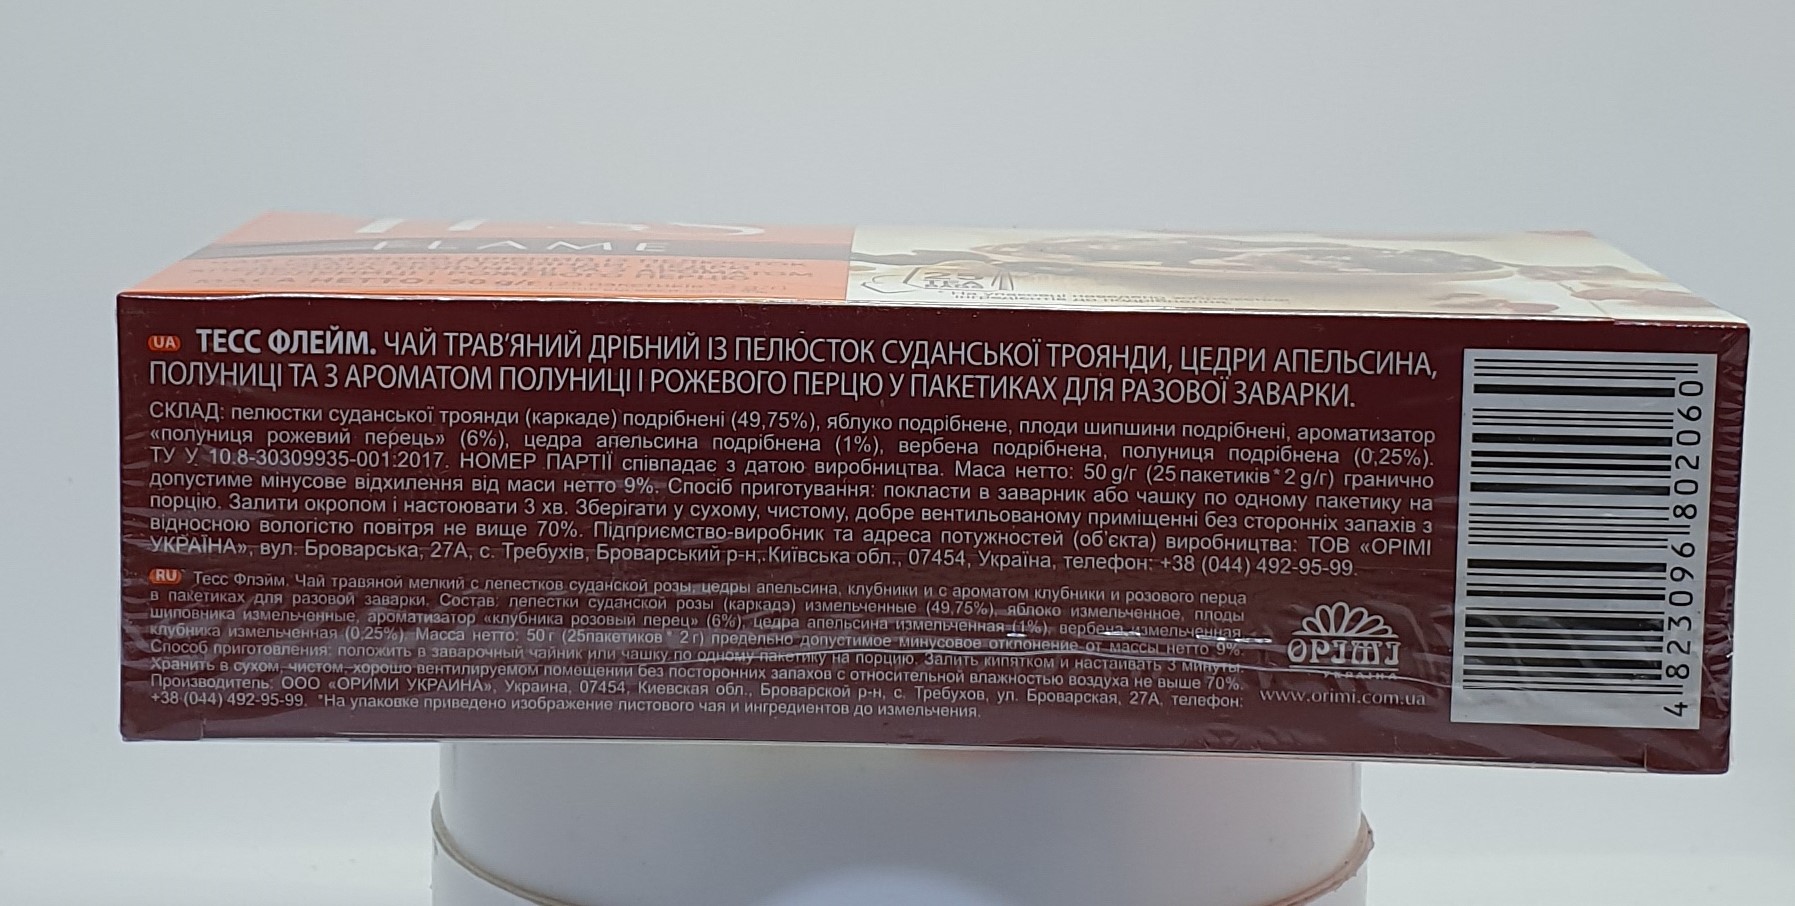 FLAME
UA ТЕСС ФЛЕЙМ. ЧАЙ ТРАВ'ЯНИЙ ДРІБНИЙ ІЗ ПЕЛЮСТОК СУДАНСЬКОЇ ТРОЯНДИ, ЦЕДРИ АПЕЛЬСИНА,
ПОЛУНИЦІ ТА З АРОМАТОМ ПОЛУНИЦІ І РОЖЕВОГО ПЕРЦЮ У ПАКЕТИКАХ ДЛЯ РАЗОВОЇ ЗАВАРКИ.
СКЛАД: пелюстки суданської троянди (каркаде) подрібнені (49,75%), яблуко подрібнене, плоди шипшини подрібнені, ароматизатор
«полуниця рожевий перець» (6%), цедра апельсина подрібнена (1%), вербена подрібнена, полуниця подрібнена (0,25%).
ТУ У 10.8-30309935-001:2017. НОМЕР ПАРТІЇ співпадає з датою виробництва. Маса нетто: 50 g/г (25 пакетиків * 2 g/г) гранично
допустиме мінусове відхилення від маси нетто 9%. Спосіб приготування: покласти в заварник або чашку по одному пакетику на
порцію. Залити окропом і настоювати 3 хв. Зберігати у сухому, чистому, добре вентильованому приміщенні без сторонніх запахів з
відносною вологістю повітря не вище 70%. Підприємство-виробник та адреса потужностей (об'єкта) виробництва: ТОВ «ОРІМІ
УКРАЇНА», вул. Броварська, 27А, с. Требухів, Броварський р-н, Київська обл., 07454, Україна, телефон: +38 (044) 492-95-99.
RU Тесс Флэйм. Чай травяной мелкий с лепестков суданской розы, цедры апельсина, клубники и с ароматом клубники и розового перца
в пакетиках для разовой заварки. Состав: лепестки суданской розы (каркадэ) измельченные (49,75%), яблоко измельченное, плоды
шиповника измельченные, ароматизатор «клубника розовый перец» (6%), цедра апельсина измельченная (1%), вербена измельченная,
клубника измельченная (0,25%). Масса нетто: 50 г (25пакетиков * 2 г) предельно допустимое минусовое отклонение от массы нетто 9%.
Способ приготовления: положить в заварочный чайник или чашку по одному пакетику на порцию. Залить кипятком и настаивать 3 минуты.
Хранить в сухом, чистом, хорошо вентилируемом помещении без посторонних запахов с относительной влажностью воздуха не выше 70%.
Производитель: ООО «ОРИМИ УКРАИНА», Украина, 07454, Киевская обл., Броварской р-н, с. Требухов, ул. Броварская, 27А, телефон:
+38 (044) 492-95-99. *На упаковке приведено изображение листового чая и ингредиентов до измельчения.
ОРІМІ
УКРАЇНА
www.orimi.com.ua
4 823096 802060